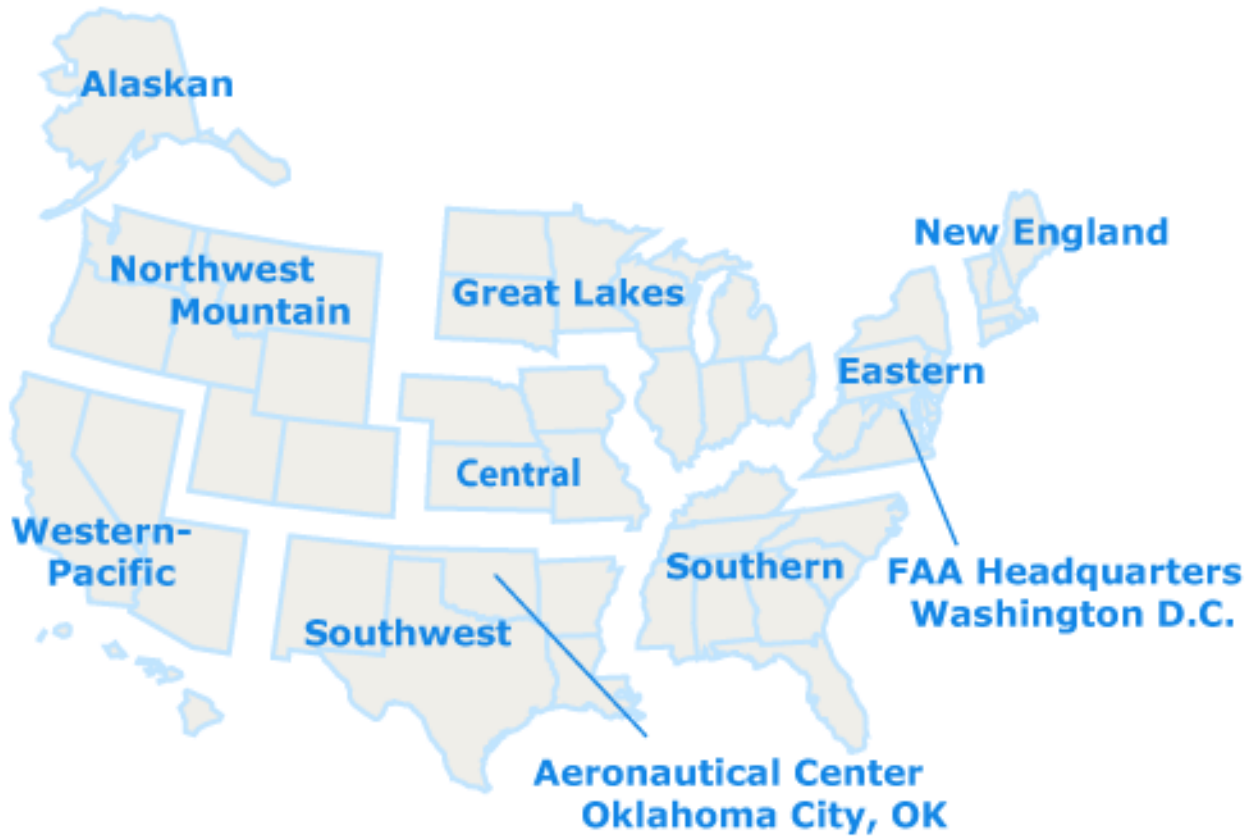 Alaskan
New England
Northwest
Mountain
Great Lakes
Eastern
Central
Western-
Pacific
Southern
FAA Headquarters
Washington D.C.
Southwest
Aeronautical Center
Oklahoma City, OK